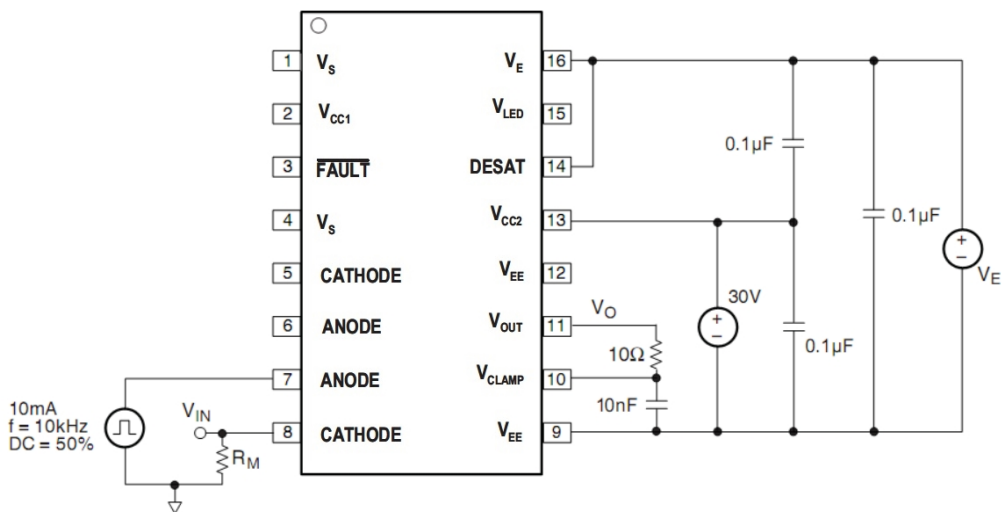 1 V_S V_E 16
2 V_CC1 V_LED 15
3 FAULT DESAT 14
4 V_S V_CC2 13
5 CATHODE V_EE 12
6 ANODE V_OUT 11
7 ANODE V_CLAMP 10
8 CATHODE V_EE 9
10mA
f = 10kHz
DC = 50%
V_IN
R_M
V_O
10Ω
10nF
30V
+
−
0.1µF
0.1µF
0.1µF
+
−
V_E